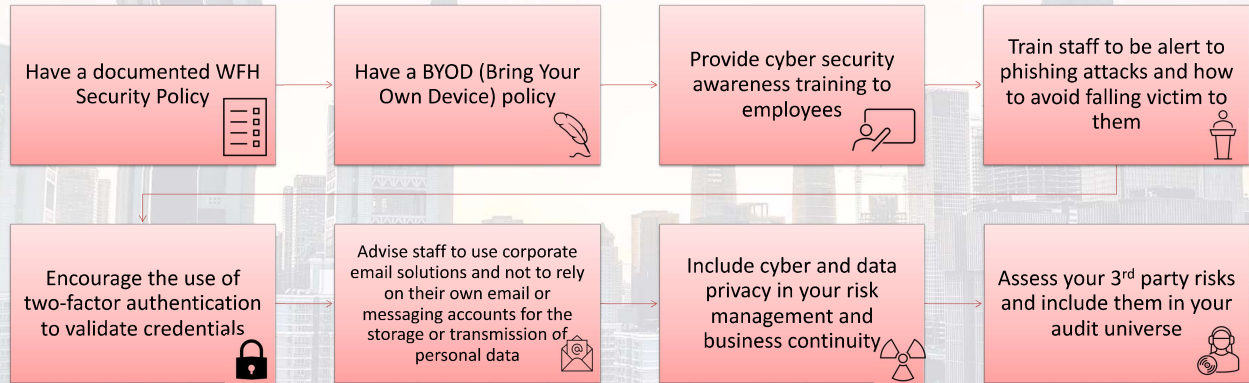 Have a documented WFH
Security Policy
Have a BYOD (Bring Your
Own Device) policy
Provide cyber security
awareness training to
employees
Train staff to be alert to
phishing attacks and how
to avoid falling victim to
them
Encourage the use of
two-factor authentication
to validate credentials
Advise staff to use corporate
email solutions and not to rely
on their own email or
messaging accounts for the
storage or transmission of
personal data
@
Include cyber and data
privacy in your risk
management and
business continuity
Assess your 3rd party risks
and include them in your
audit universe